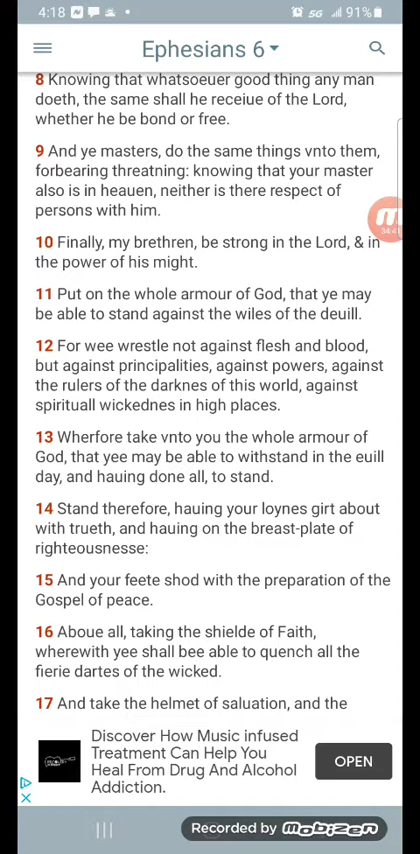 4:18 N 5G 91%
Ephesians 6
8 Knowing that whatsoeuer good thing any man
doeth, the same shall he receiue of the Lord,
whether he be bond or free.
9 And ye masters, do the same things vnto them,
forbearing threatning: knowing that your master
also is in heauen, neither is there respect of
persons with him.
34:41
10 Finally, my brethren, be strong in the Lord, & in
the power of his might.
11 Put on the whole armour of God, that ye may
be able to stand against the wiles of the deuill.
12 For wee wrestle not against flesh and blood,
but against principalities, against powers, against
the rulers of the darknes of this world, against
spirituall wickednes in high places.
13 Wherfore take vnto you the whole armour of
God, that yee may be able to withstand in the euill
day, and hauing done all, to stand.
14 Stand therefore, hauing your loynes girt about
with trueth, and hauing on the breast-plate of
righteousnesse:
15 And your feete shod with the preparation of the
Gospel of peace.
16 Aboue all, taking the shielde of Faith,
wherewith yee shall bee able to quench all the
fierie dartes of the wicked.
17 And take the helmet of saluation, and the
Discover How Music infused
Treatment Can Help You
Heal From Drug And Alcohol
Addiction.
OPEN
Recorded by mobizen